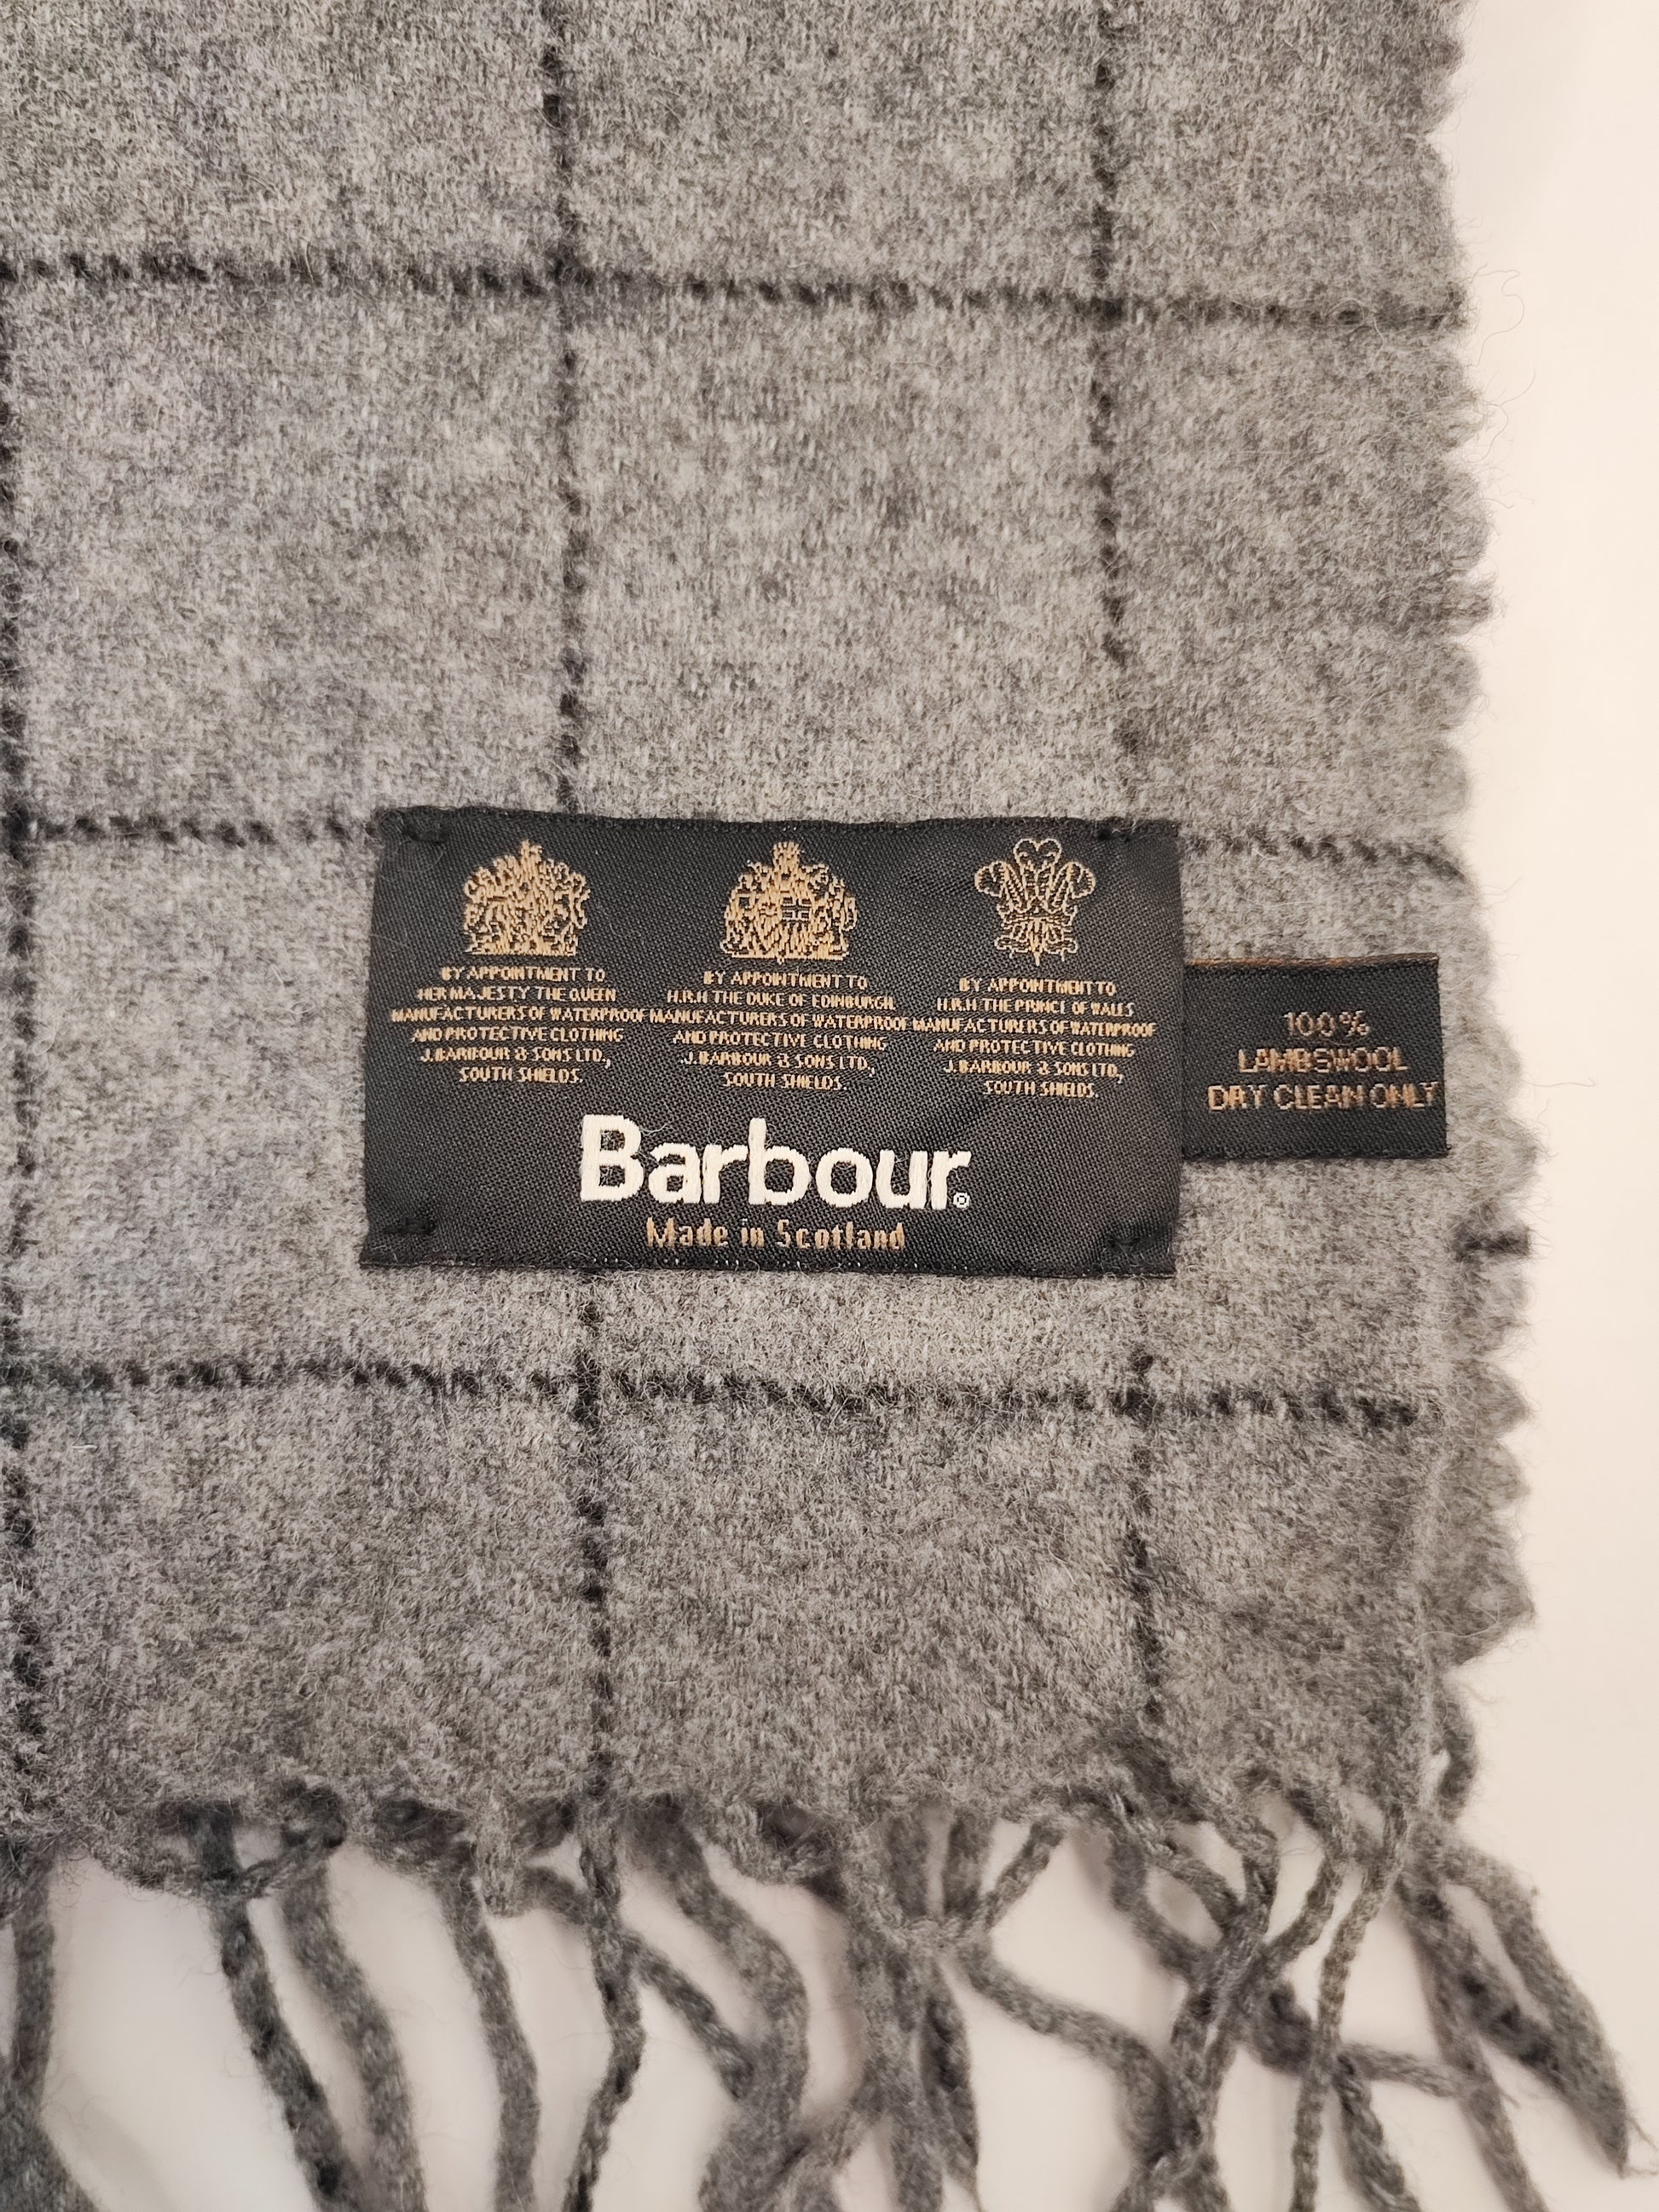 BY APPOINTMENT TO
HER MAJESTY THE QUEEN
MANUFACTURERS OF WATERPROOF
AND PROTECTIVE CLOTHING
J. BARBOUR & SONS LTD.,
SOUTH SHIELDS.
BY APPOINTMENT TO
H.R.H THE DUKE OF EDINBURGH
MANUFACTURERS OF WATERPROOF
AND PROTECTIVE CLOTHING
J. BARBOUR & SONS LTD.,
SOUTH SHIELDS.
BY APPOINTMENT TO
H.R.H THE PRINCE OF WALES
MANUFACTURERS OF WATERPROOF
AND PROTECTIVE CLOTHING
J. BARBOUR & SONS LTD.,
SOUTH SHIELDS.
Barbour®
Made in Scotland
100%
LAMBSWOOL
DRY CLEAN ONLY